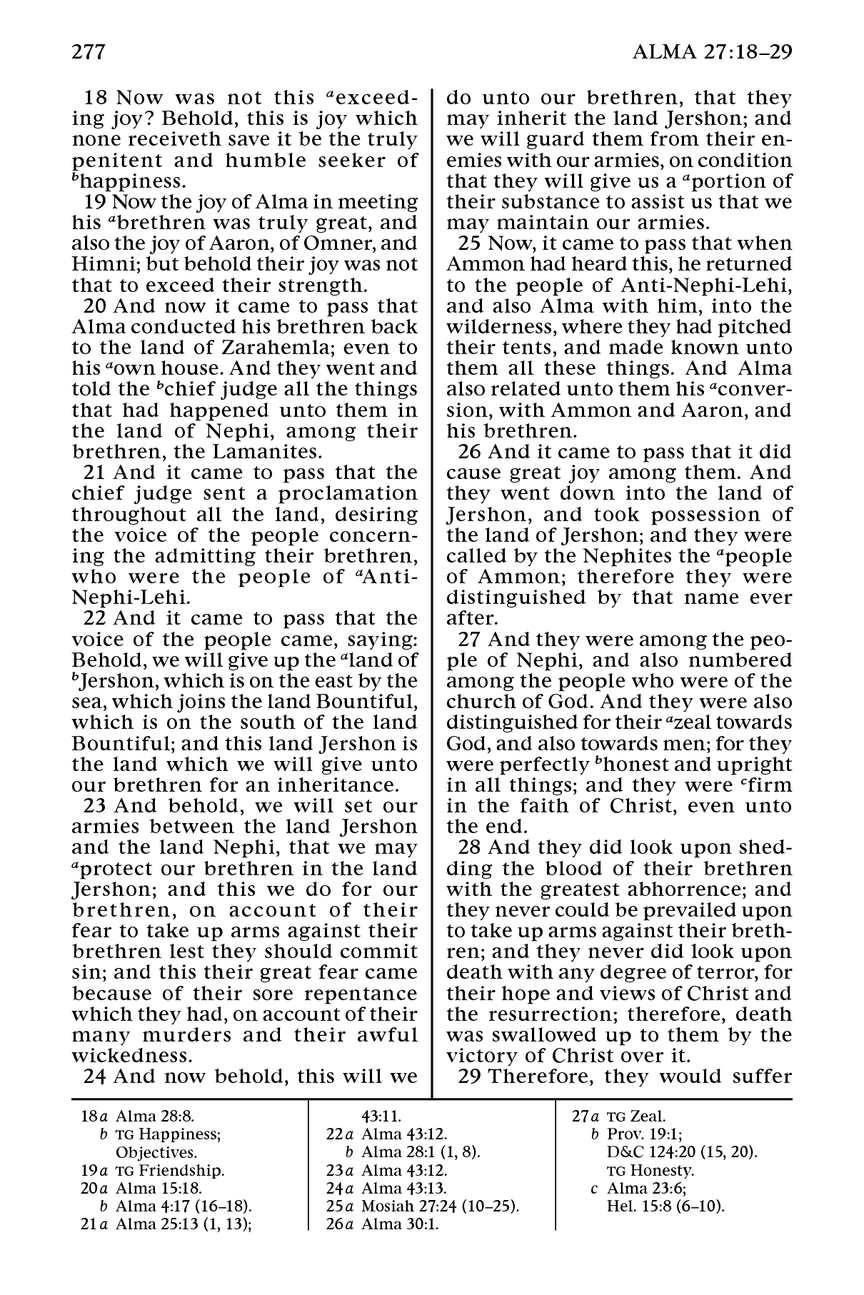 277
ALMA 27:18–29
18 Now was not this aexceed-
ing joy? Behold, this is joy which
none receiveth save it be the truly
penitent and humble seeker of
bhappiness.
19 Now the joy of Alma in meeting
his abrethren was truly great, and
also the joy of Aaron, of Omner, and
Himni; but behold their joy was not
that to exceed their strength.
20 And now it came to pass that
Alma conducted his brethren back
to the land of Zarahemla; even to
his aown house. And they went and
told the bchief judge all the things
that had happened unto them in
the land of Nephi, among their
brethren, the Lamanites.
21 And it came to pass that the
chief judge sent a proclamation
throughout all the land, desiring
the voice of the people concern-
ing the admitting their brethren,
who were the people of aAnti-
Nephi-Lehi.
22 And it came to pass that the
voice of the people came, saying:
Behold, we will give up the aland of
bJershon, which is on the east by the
sea, which joins the land Bountiful,
which is on the south of the land
Bountiful; and this land Jershon is
the land which we will give unto
our brethren for an inheritance.
23 And behold, we will set our
armies between the land Jershon
and the land Nephi, that we may
aprotect our brethren in the land
Jershon; and this we do for our
brethren, on account of their
fear to take up arms against their
brethren lest they should commit
sin; and this their great fear came
because of their sore repentance
which they had, on account of their
many murders and their awful
wickedness.
24 And now behold, this will we
do unto our brethren, that they
may inherit the land Jershon; and
we will guard them from their en-
emies with our armies, on condition
that they will give us a aportion of
their substance to assist us that we
may maintain our armies.
25 Now, it came to pass that when
Ammon had heard this, he returned
to the people of Anti-Nephi-Lehi,
and also Alma with him, into the
wilderness, where they had pitched
their tents, and made known unto
them all these things. And Alma
also related unto them his aconver-
sion, with Ammon and Aaron, and
his brethren.
26 And it came to pass that it did
cause great joy among them. And
they went down into the land of
Jershon, and took possession of
the land of Jershon; and they were
called by the Nephites the apeople
of Ammon; therefore they were
distinguished by that name ever
after.
27 And they were among the peo-
ple of Nephi, and also numbered
among the people who were of the
church of God. And they were also
distinguished for their azeal towards
God, and also towards men; for they
were perfectly bhonest and upright
in all things; and they were cfirm
in the faith of Christ, even unto
the end.
28 And they did look upon shed-
ding the blood of their brethren
with the greatest abhorrence; and
they never could be prevailed upon
to take up arms against their breth-
ren; and they never did look upon
death with any degree of terror, for
their hope and views of Christ and
the resurrection; therefore, death
was swallowed up to them by the
victory of Christ over it.
29 Therefore, they would suffer
18a Alma 28:8.
b TG Happiness;
Objectives.
19a TG Friendship.
20a Alma 15:18.
b Alma 4:17 (16–18).
21a Alma 25:13 (1, 13);
43:11.
22a Alma 43:12.
b Alma 28:1 (1, 8).
23a Alma 43:12.
24a Alma 43:13.
25a Mosiah 27:24 (10–25).
26a Alma 30:1.
27a TG Zeal.
b Prov. 19:1;
D&C 124:20 (15, 20).
TG Honesty.
c Alma 23:6;
Hel. 15:8 (6–10).